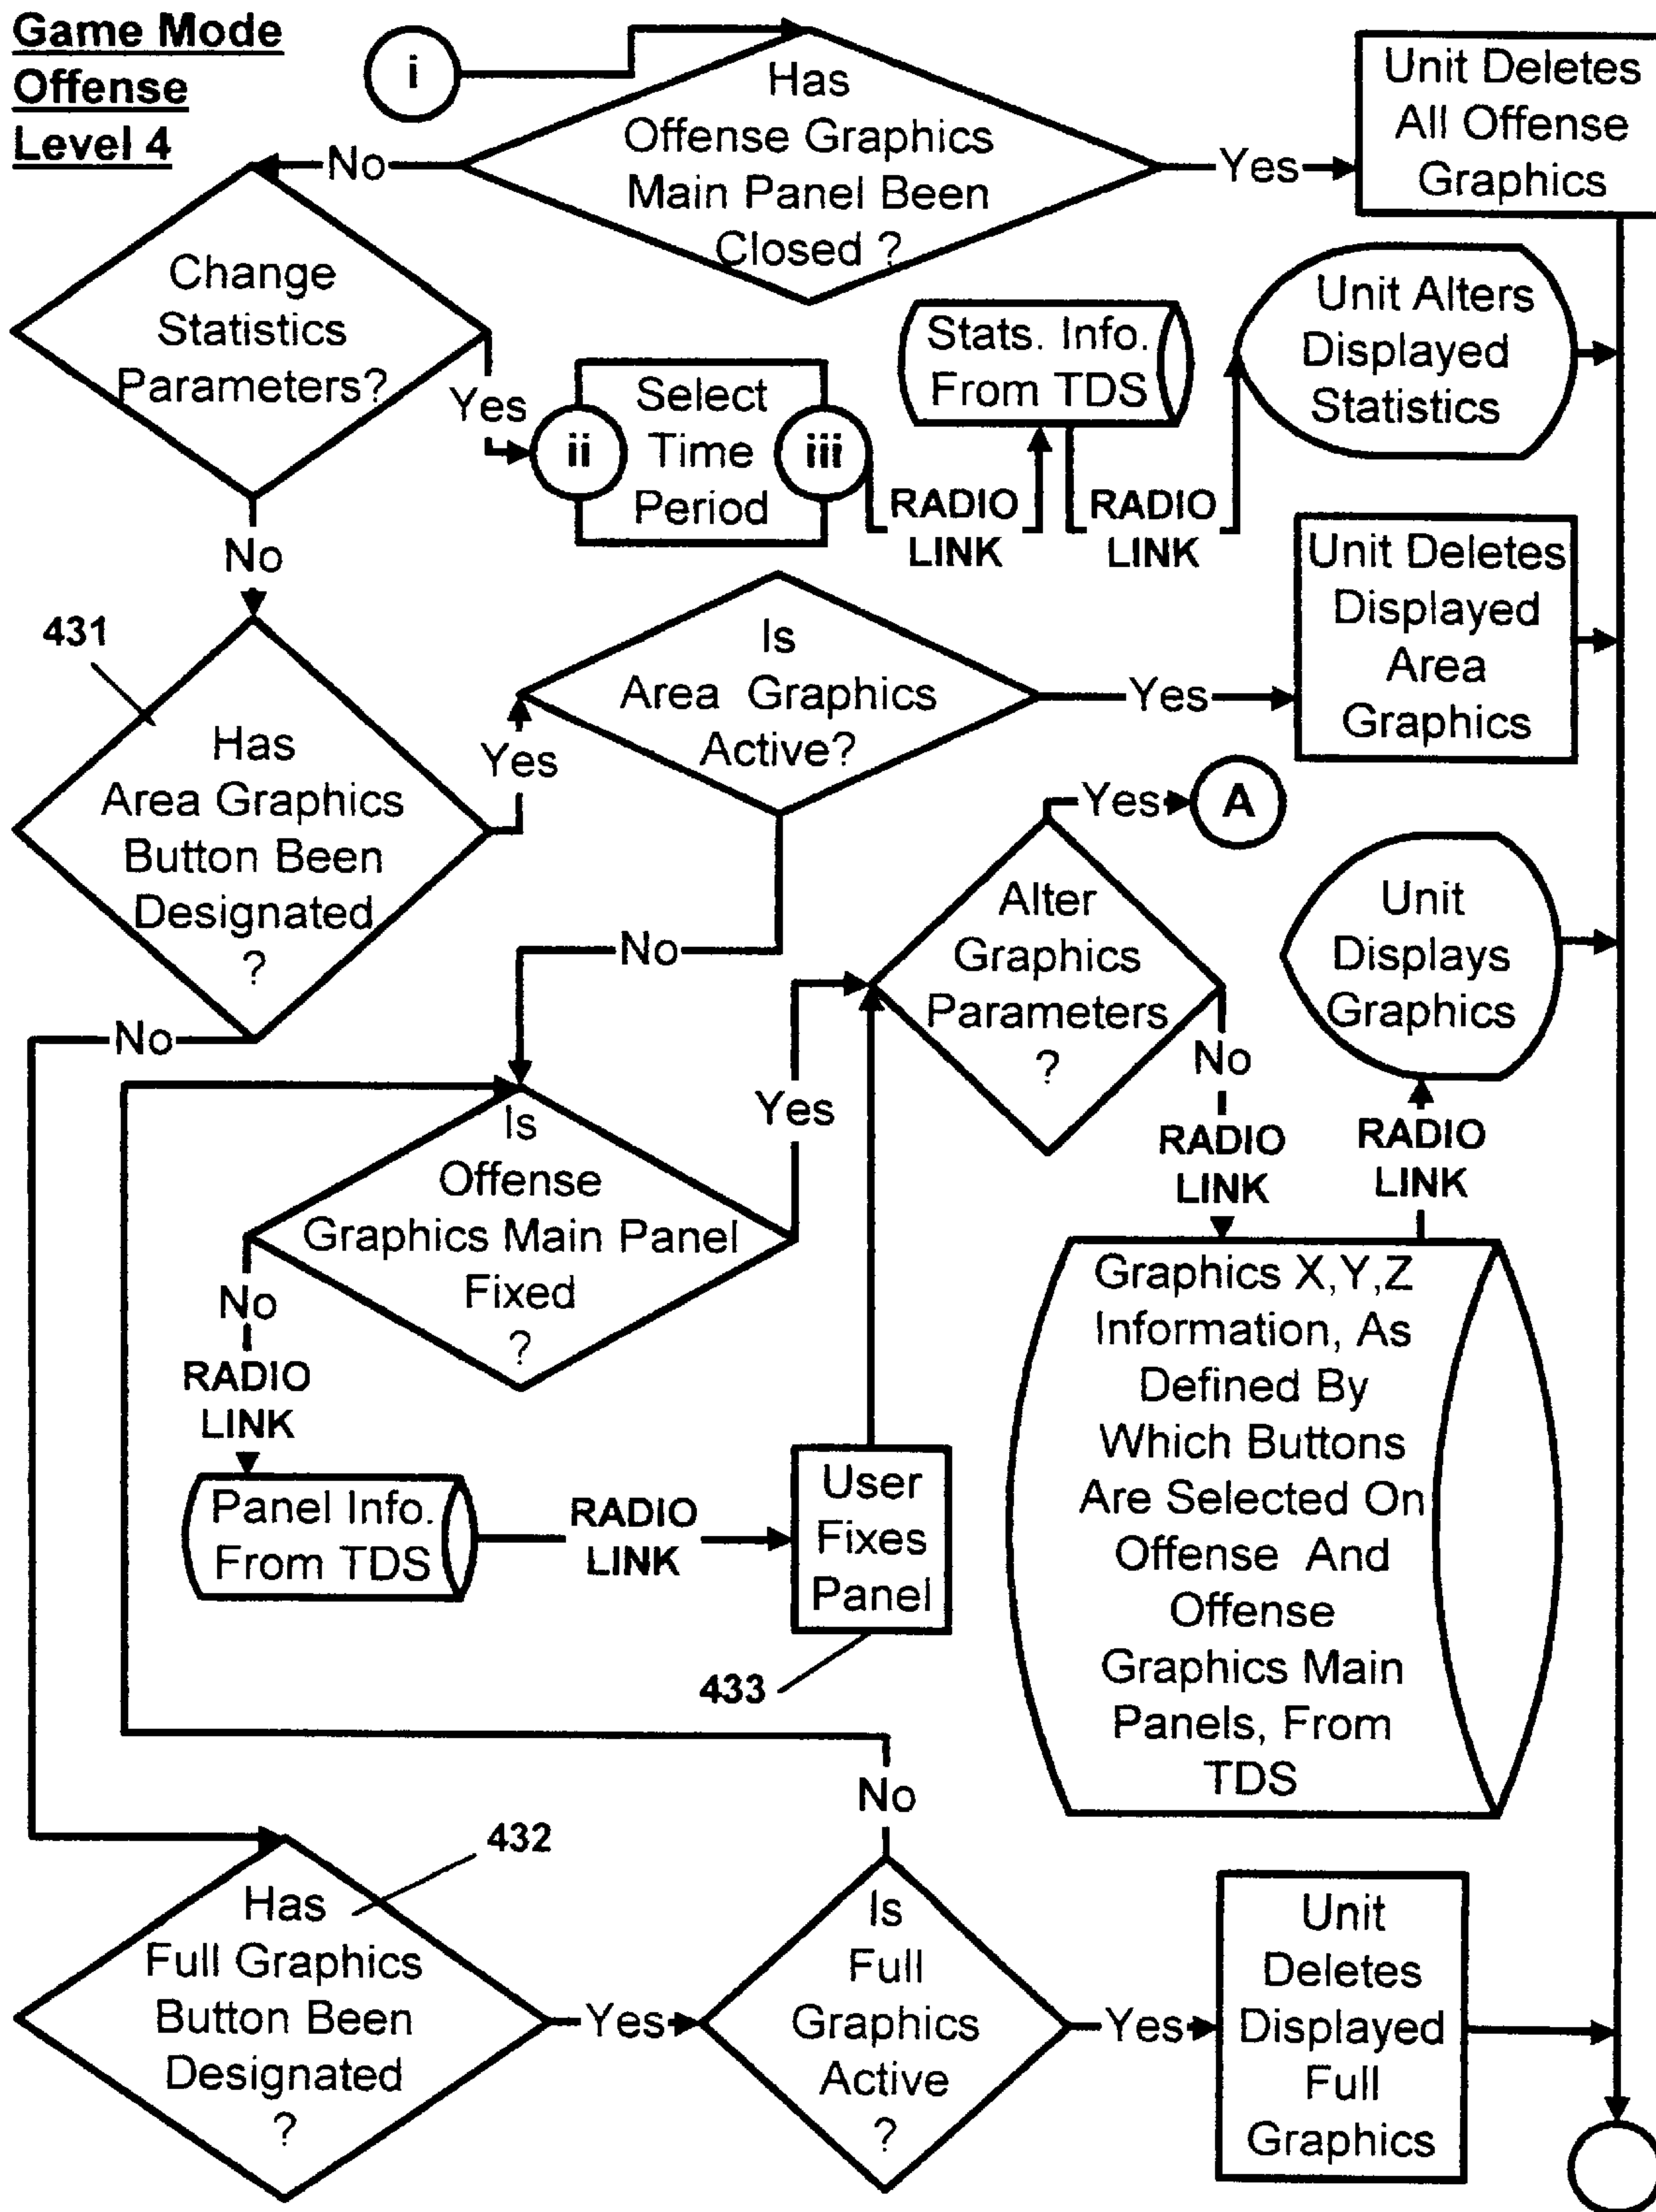 Game Mode
Offense
Level 4
i
Has
Offense Graphics
Main Panel Been
Closed ?
Yes
Unit Deletes
All Offense
Graphics
No
Change
Statistics
Parameters?
Yes
ii
Select
Time
Period
iii
RADIO
LINK
Stats. Info.
From TDS
RADIO
LINK
Unit Alters
Displayed
Statistics
No
431
Has
Area Graphics
Button Been
Designated
?
Yes
Is
Area Graphics
Active?
Yes
Unit Deletes
Displayed
Area
Graphics
No
No
Is
Offense
Graphics Main Panel
Fixed
?
Yes
Alter
Graphics
Parameters
?
Yes
A
No
RADIO
LINK
Unit
Displays
Graphics
RADIO
LINK
Graphics X,Y,Z
Information, As
Defined By
Which Buttons
Are Selected On
Offense And
Offense
Graphics Main
Panels, From
TDS
No
RADIO
LINK
Panel Info.
From TDS
RADIO
LINK
User
Fixes
Panel
433
No
432
Has
Full Graphics
Button Been
Designated
?
Yes
Is
Full
Graphics
Active
?
Yes
Unit
Deletes
Displayed
Full
Graphics